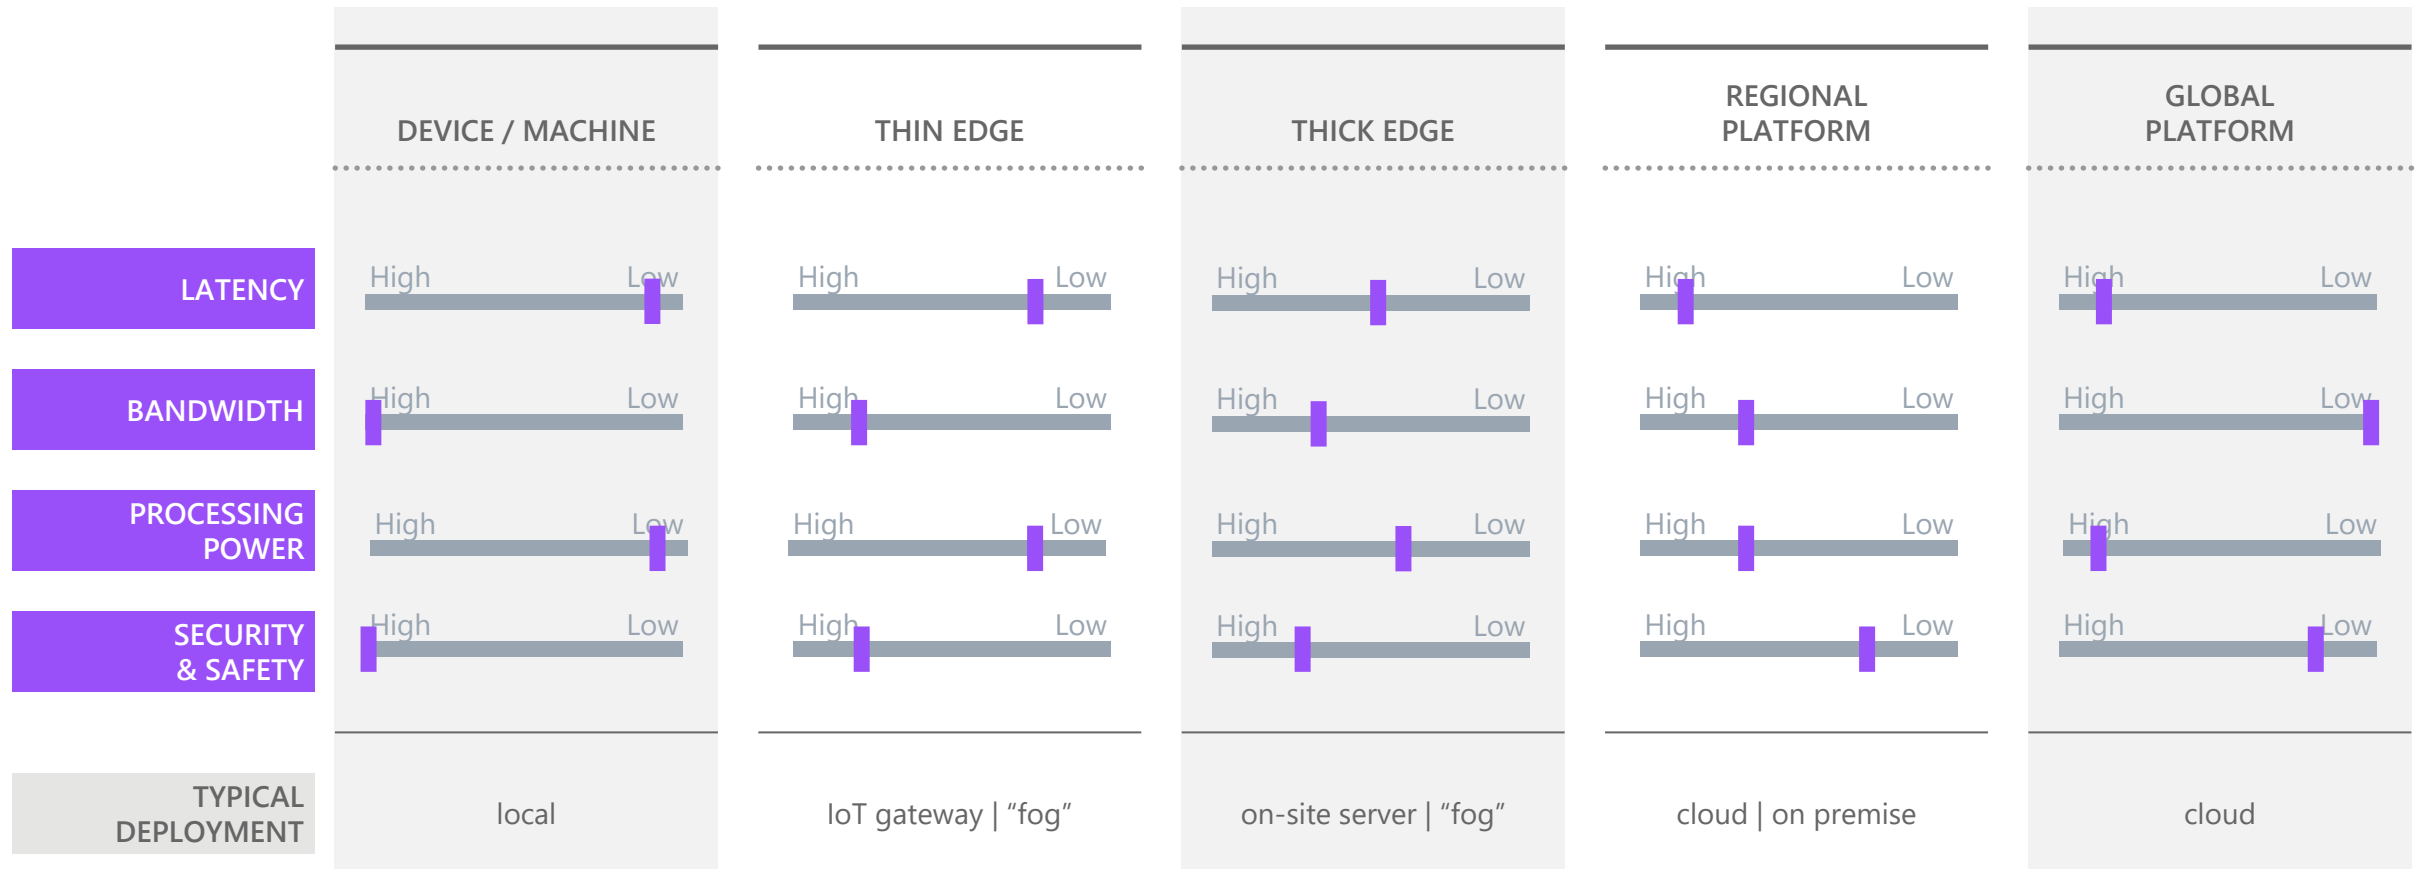 DEVICE / MACHINE
THIN EDGE
THICK EDGE
REGIONAL
PLATFORM
GLOBAL
PLATFORM
LATENCY
High Low
High Low
High Low
High Low
High Low
BANDWIDTH
High Low
High Low
High Low
High Low
High Low
PROCESSING
POWER
High Low
High Low
High Low
High Low
High Low
SECURITY
& SAFETY
High Low
High Low
High Low
High Low
High Low
TYPICAL
DEPLOYMENT
local
IoT gateway | “fog”
on-site server | “fog”
cloud | on premise
cloud